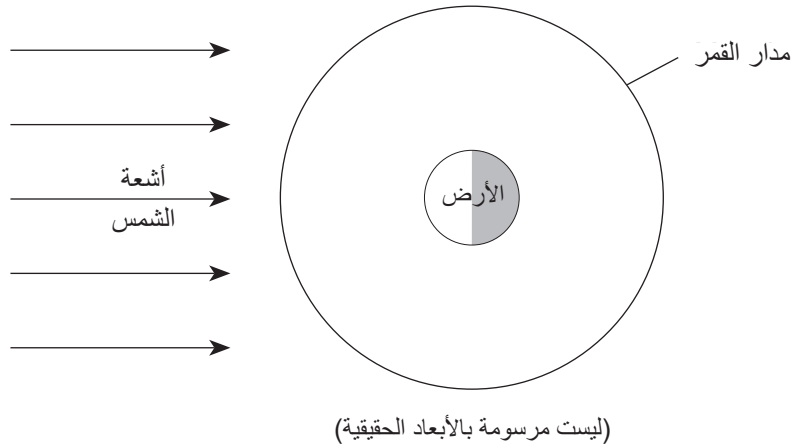 مدار القمر
أشعة
الشمس
الأرض
(ليست مرسومة بالأبعاد الحقيقية)